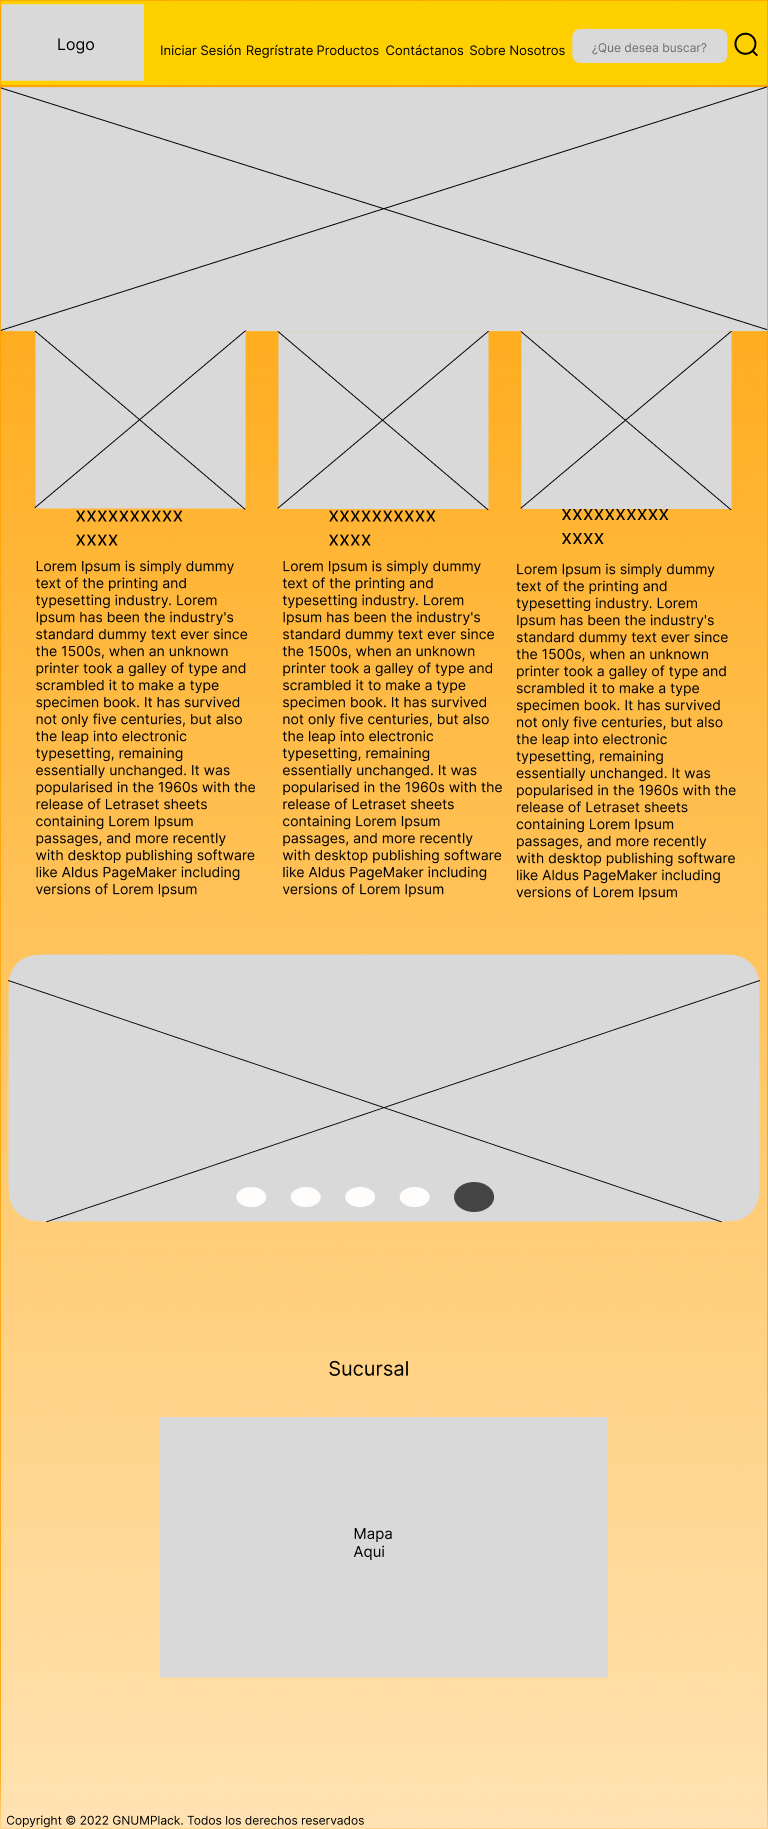 Logo
Iniciar Sesión Regrístrate Productos Contáctanos Sobre Nosotros
¿Que desea buscar?
xxxxxxxxxx
xxxx
Lorem Ipsum is simply dummy
text of the printing and
typesetting industry. Lorem
Ipsum has been the industry's
standard dummy text ever since
the 1500s, when an unknown
printer took a galley of type and
scrambled it to make a type
specimen book. It has survived
not only five centuries, but also
the leap into electronic
typesetting, remaining
essentially unchanged. It was
popularised in the 1960s with the
release of Letraset sheets
containing Lorem Ipsum
passages, and more recently
with desktop publishing software
like Aldus PageMaker including
versions of Lorem Ipsum
xxxxxxxxxx
xxxx
Lorem Ipsum is simply dummy
text of the printing and
typesetting industry. Lorem
Ipsum has been the industry's
standard dummy text ever since
the 1500s, when an unknown
printer took a galley of type and
scrambled it to make a type
specimen book. It has survived
not only five centuries, but also
the leap into electronic
typesetting, remaining
essentially unchanged. It was
popularised in the 1960s with the
release of Letraset sheets
containing Lorem Ipsum
passages, and more recently
with desktop publishing software
like Aldus PageMaker including
versions of Lorem Ipsum
xxxxxxxxxx
xxxx
Lorem Ipsum is simply dummy
text of the printing and
typesetting industry. Lorem
Ipsum has been the industry's
standard dummy text ever since
the 1500s, when an unknown
printer took a galley of type and
scrambled it to make a type
specimen book. It has survived
not only five centuries, but also
the leap into electronic
typesetting, remaining
essentially unchanged. It was
popularised in the 1960s with the
release of Letraset sheets
containing Lorem Ipsum
passages, and more recently
with desktop publishing software
like Aldus PageMaker including
versions of Lorem Ipsum
Sucursal
Mapa
Aqui
Copyright © 2022 GNUMPlack. Todos los derechos reservados